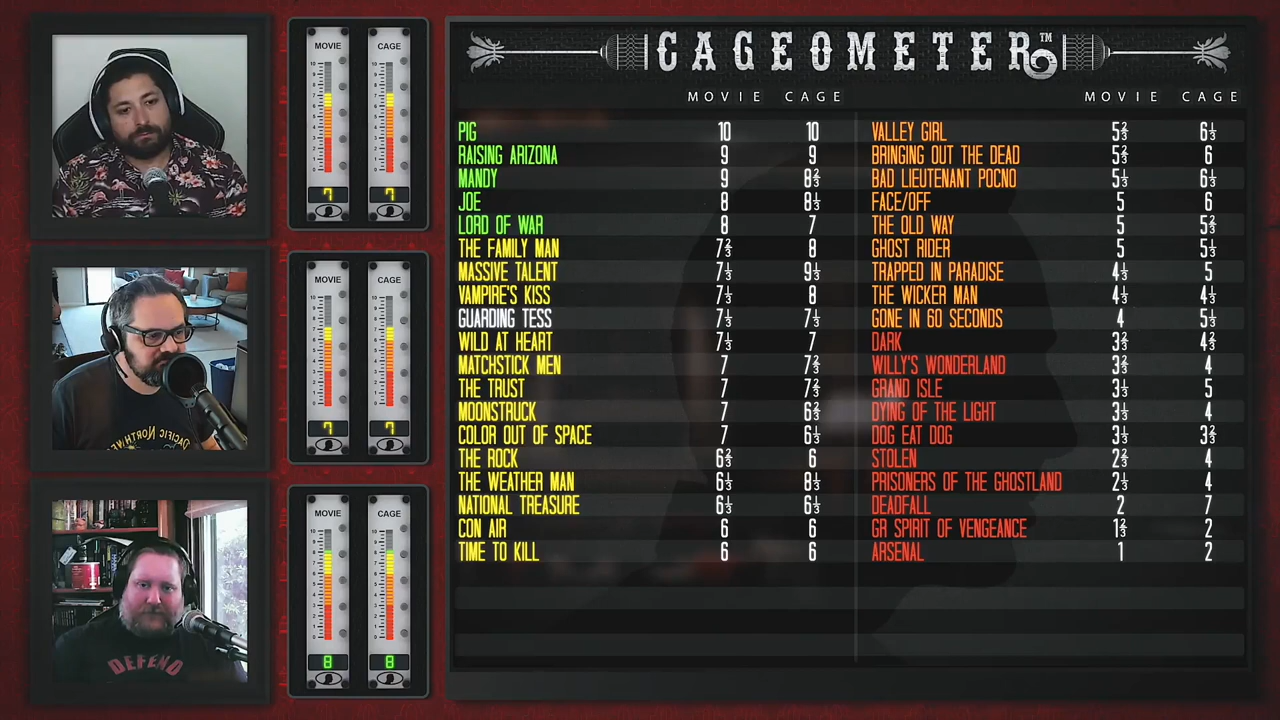 CAGEOMETER™
MOVIE CAGE MOVIE CAGE
PIG 10 10
RAISING ARIZONA 9 9
MANDY 9 8⅔
JOE 8 8⅓
LORD OF WAR 8 7
THE FAMILY MAN 7⅔ 8
MASSIVE TALENT 7⅓ 9⅓
VAMPIRE'S KISS 7⅓ 8
GUARDING TESS 7⅓ 7⅓
WILD AT HEART 7⅓ 7
MATCHSTICK MEN 7 7⅔
THE TRUST 7 7⅔
MOONSTRUCK 7 6⅔
COLOR OUT OF SPACE 7 6⅓
THE ROCK 6⅔ 6
THE WEATHER MAN 6⅓ 8⅓
NATIONAL TREASURE 6⅓ 6⅓
CON AIR 6 6
TIME TO KILL 6 6
VALLEY GIRL 5⅔ 6⅓
BRINGING OUT THE DEAD 5⅔ 6
BAD LIEUTENANT POCNO 5⅓ 6⅓
FACE/OFF 5 6
THE OLD WAY 5 5⅔
GHOST RIDER 5 5⅓
TRAPPED IN PARADISE 4⅓ 5
THE WICKER MAN 4⅓ 4⅓
GONE IN 60 SECONDS 4 5⅓
DARK 3⅔ 4⅔
WILLY'S WONDERLAND 3⅔ 4
GRAND ISLE 3⅓ 5
DYING OF THE LIGHT 3⅓ 4
DOG EAT DOG 3⅓ 3⅔
STOLEN 2⅔ 4
PRISONERS OF THE GHOSTLAND 2⅓ 4
DEADFALL 2 7
GR SPIRIT OF VENGEANCE 1⅔ 2
ARSENAL 1 2
MOVIE CAGE
7 7
MOVIE CAGE
7 7
PACIFIC NORTHWE
MOVIE CAGE
8 8
DEFEND